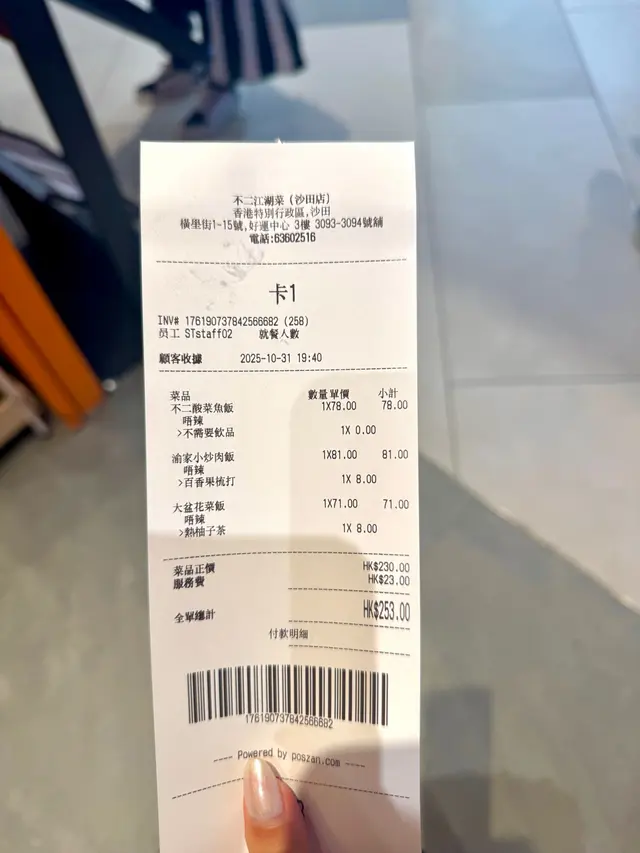 不二江湖菜 (沙田店)
香港特別行政區,沙田
橫壆街1-15號,好運中心 3樓 3093-3094號舖
電話:63602516
卡1
INV# 176190737842566682 (258)
員工 STstaff02 就餐人數
顧客收據 2025-10-31 19:40
菜品 數量單價 小計
不二酸菜魚飯 1X78.00 78.00
唔辣
>不需要飲品 1X 0.00
渝家小炒肉飯 1X81.00 81.00
唔辣
>百香果梳打 1X 8.00
大盆花菜飯 1X71.00 71.00
唔辣
>熱柚子茶 1X 8.00
菜品正價 HK$230.00
服務費 HK$23.00
全單總計 HK$253.00
付款明細
176190737842566682
---- Powered by poszan.com ----